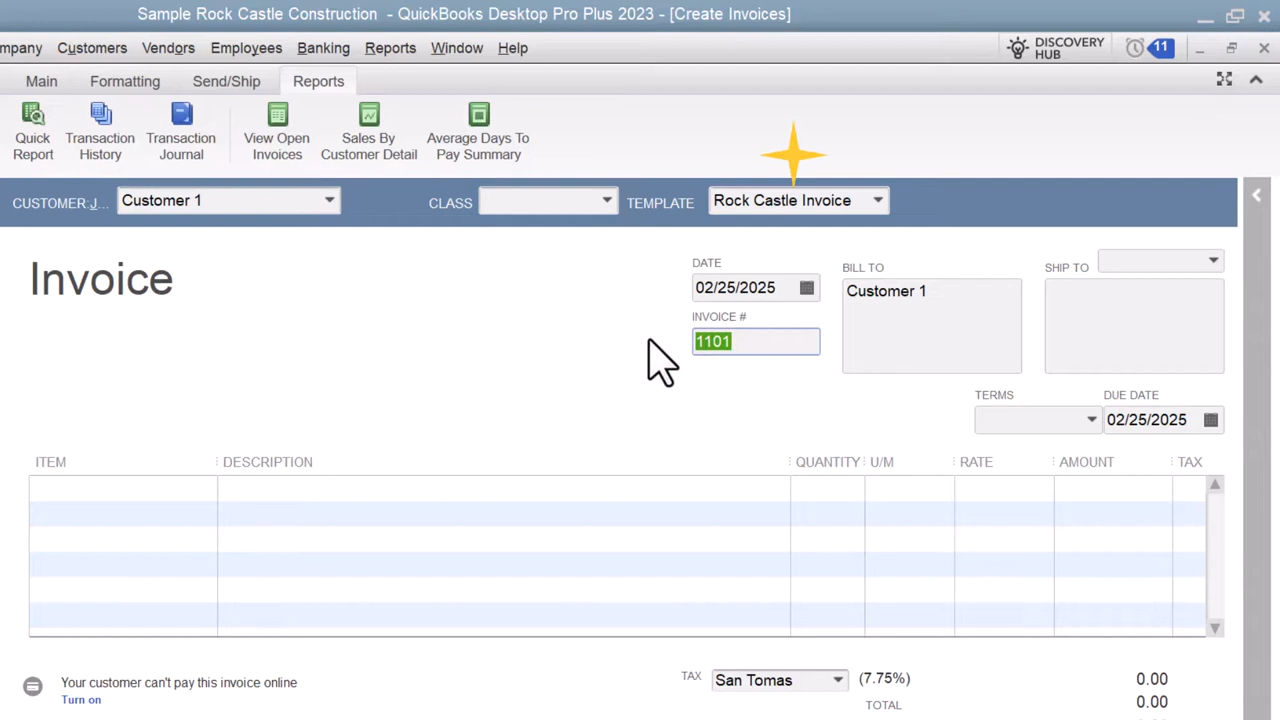 Sample Rock Castle Construction - QuickBooks Desktop Pro Plus 2023 - [Create Invoices]
mpany Customers Vendors Employees Banking Reports Window Help
DISCOVERY
HUB
11
Main Formatting Send/Ship Reports
Quick
Report
Transaction
History
Transaction
Journal
View Open
Invoices
Sales By
Customer Detail
Average Days To
Pay Summary
CUSTOMER:J... Customer 1 CLASS TEMPLATE Rock Castle Invoice
Invoice
DATE
02/25/2025
INVOICE #
1101
BILL TO
Customer 1
SHIP TO
TERMS
DUE DATE
02/25/2025
ITEM DESCRIPTION QUANTITY U/M RATE AMOUNT TAX
Your customer can't pay this invoice online
Turn on
TAX San Tomas (7.75%) 0.00
TOTAL 0.00